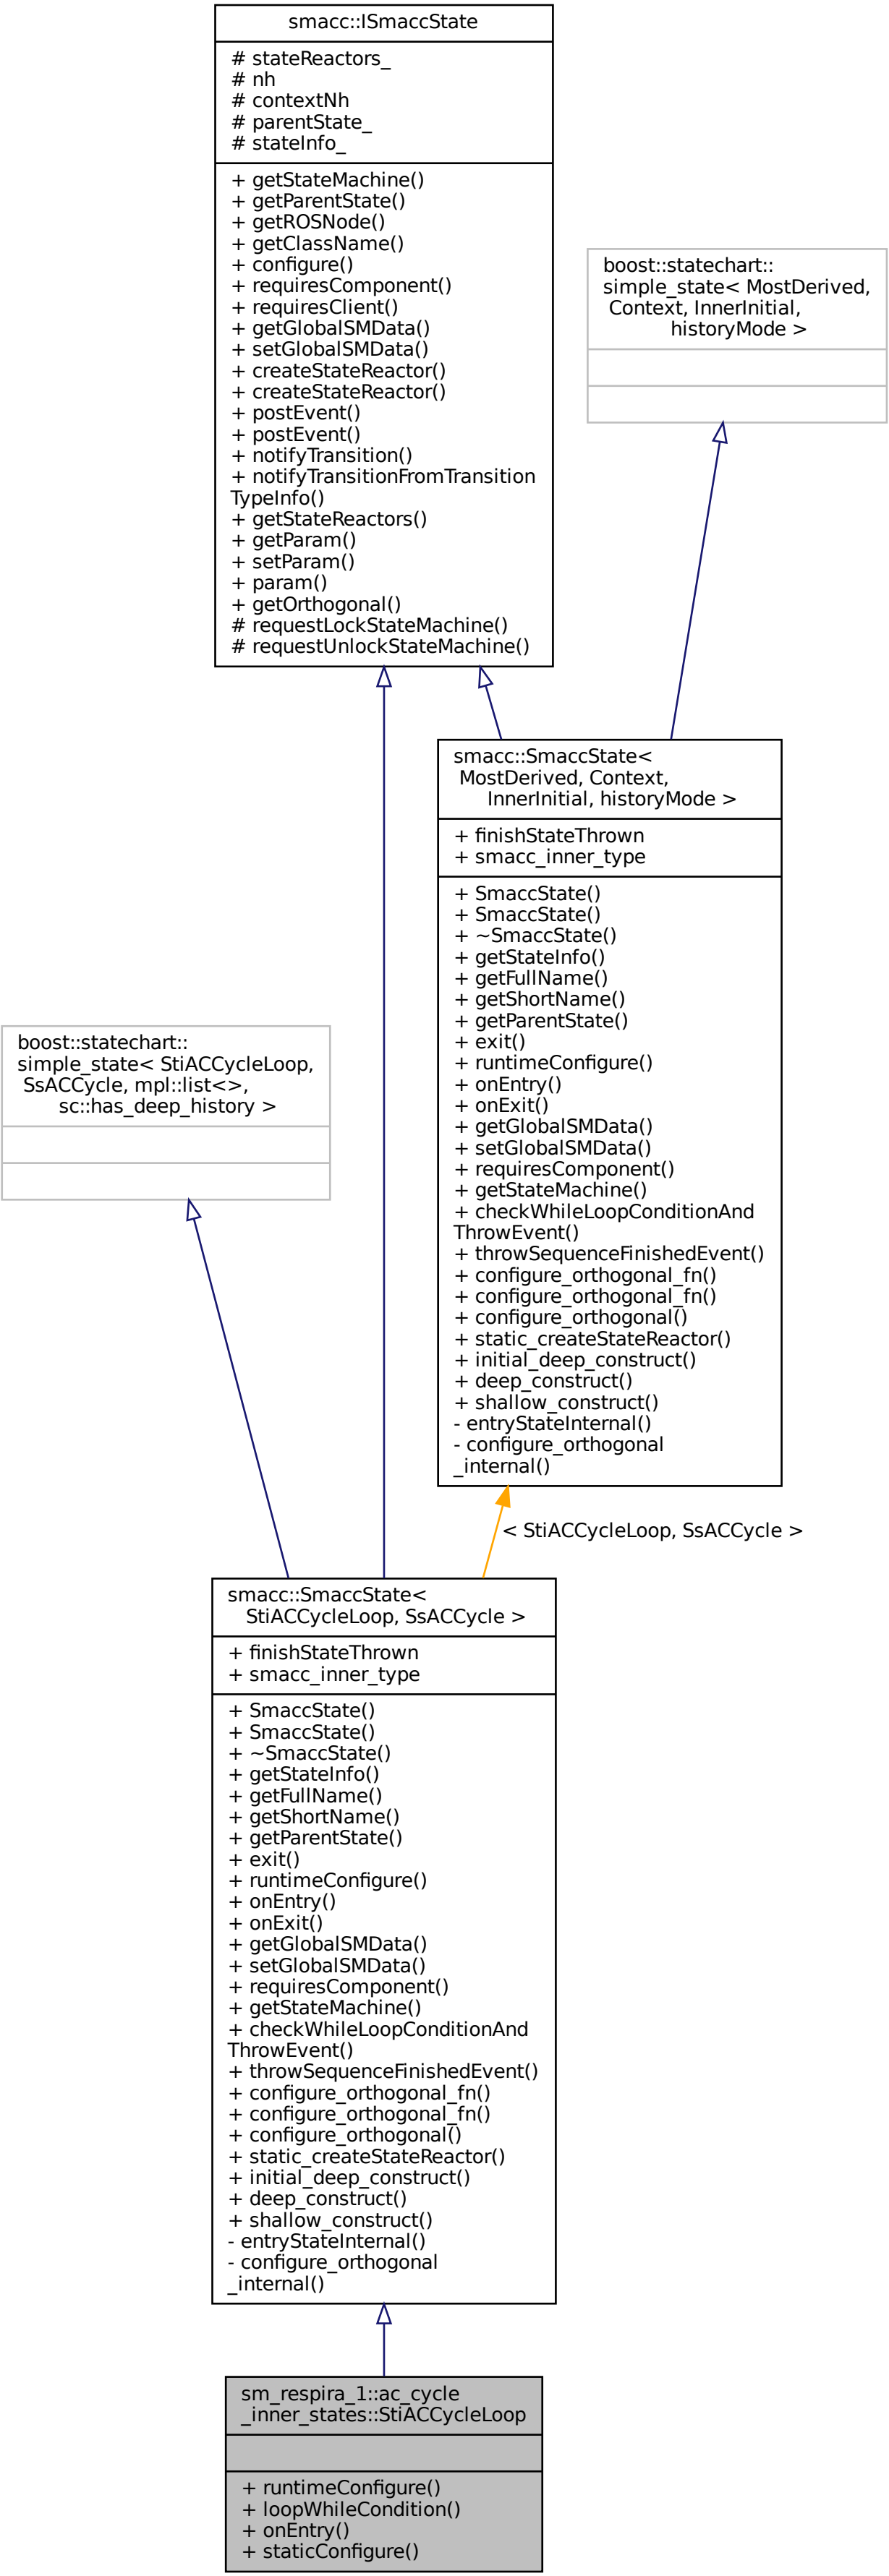 smacc::ISmaccState
# stateReactors_
# nh
# contextNh
# parentState_
# stateInfo_
+ getStateMachine()
+ getParentState()
+ getROSNode()
+ getClassName()
+ configure()
+ requiresComponent()
+ requiresClient()
+ getGlobalSMData()
+ setGlobalSMData()
+ createStateReactor()
+ createStateReactor()
+ postEvent()
+ postEvent()
+ notifyTransition()
+ notifyTransitionFromTransition
TypeInfo()
+ getStateReactors()
+ getParam()
+ setParam()
+ param()
+ getOrthogonal()
# requestLockStateMachine()
# requestUnlockStateMachine()
boost::statechart::
simple_state< MostDerived,
Context, InnerInitial,
historyMode >
smacc::SmaccState<
MostDerived, Context,
InnerInitial, historyMode >
+ finishStateThrown
+ smacc_inner_type
+ SmaccState()
+ SmaccState()
+ ~SmaccState()
+ getStateInfo()
+ getFullName()
+ getShortName()
+ getParentState()
+ exit()
+ runtimeConfigure()
+ onEntry()
+ onExit()
+ getGlobalSMData()
+ setGlobalSMData()
+ requiresComponent()
+ getStateMachine()
+ checkWhileLoopConditionAnd
ThrowEvent()
+ throwSequenceFinishedEvent()
+ configure_orthogonal_fn()
+ configure_orthogonal_fn()
+ configure_orthogonal()
+ static_createStateReactor()
+ initial_deep_construct()
+ deep_construct()
+ shallow_construct()
- entryStateInternal()
- configure_orthogonal
_internal()
boost::statechart::
simple_state< StiACCycleLoop,
SsACCycle, mpl::list<>,
sc::has_deep_history >
< StiACCycleLoop, SsACCycle >
smacc::SmaccState<
StiACCycleLoop, SsACCycle >
+ finishStateThrown
+ smacc_inner_type
+ SmaccState()
+ SmaccState()
+ ~SmaccState()
+ getStateInfo()
+ getFullName()
+ getShortName()
+ getParentState()
+ exit()
+ runtimeConfigure()
+ onEntry()
+ onExit()
+ getGlobalSMData()
+ setGlobalSMData()
+ requiresComponent()
+ getStateMachine()
+ checkWhileLoopConditionAnd
ThrowEvent()
+ throwSequenceFinishedEvent()
+ configure_orthogonal_fn()
+ configure_orthogonal_fn()
+ configure_orthogonal()
+ static_createStateReactor()
+ initial_deep_construct()
+ deep_construct()
+ shallow_construct()
- entryStateInternal()
- configure_orthogonal
_internal()
sm_respira_1::ac_cycle
_inner_states::StiACCycleLoop
+ runtimeConfigure()
+ loopWhileCondition()
+ onEntry()
+ staticConfigure()